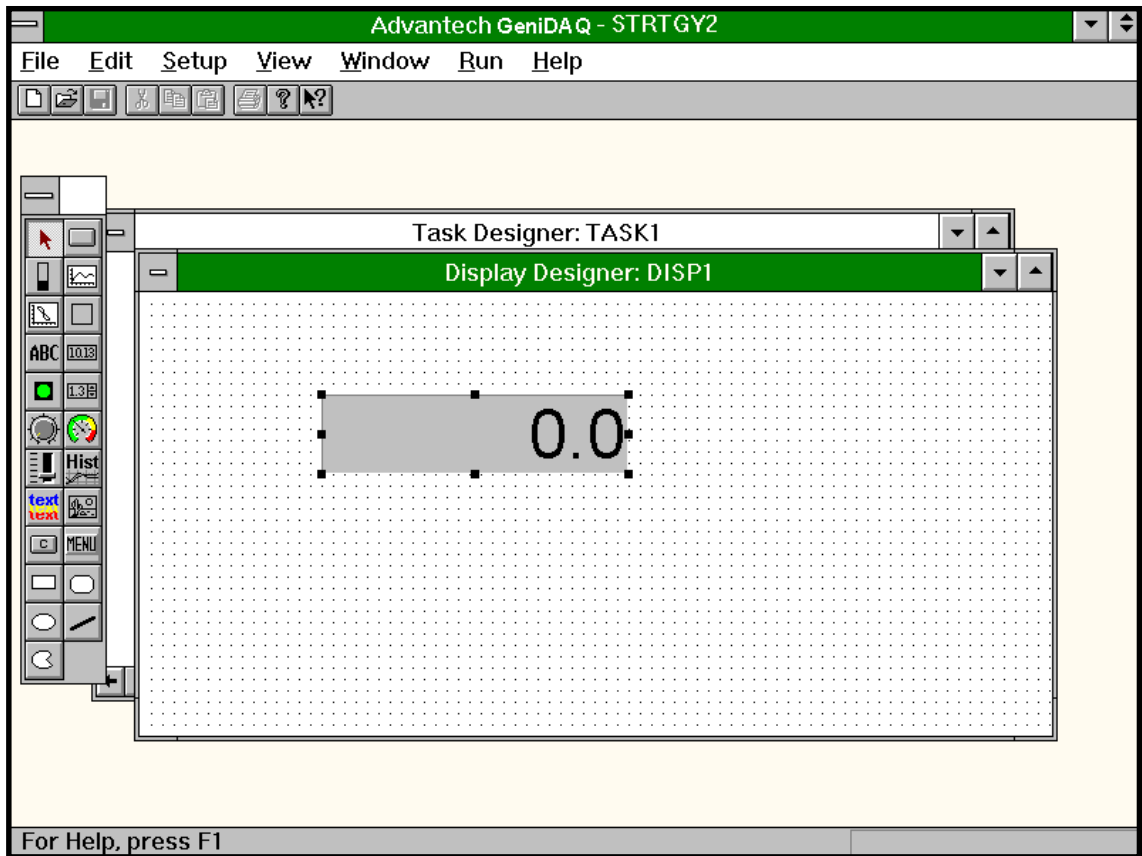 Advantech GeniDAQ - STRTGY2
File Edit Setup View Window Run Help
Task Designer: TASK1
Display Designer: DISP1
ABC 10.13
1.3
0.0
Hist
text
text
C MENU
For Help, press F1